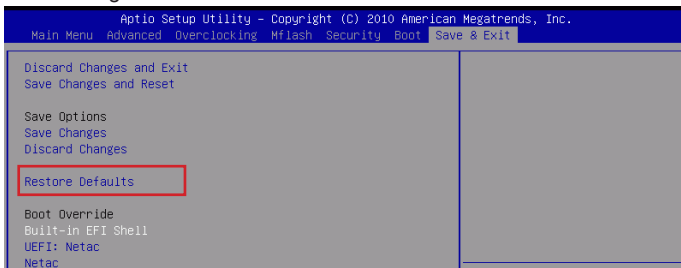 Aptio Setup Utility – Copyright (C) 2010 American Megatrends, Inc.
Main Menu Advanced Overclocking Mflash Security Boot Save & Exit
Discard Changes and Exit
Save Changes and Reset
Save Options
Save Changes
Discard Changes
Restore Defaults
Boot Override
Built-in EFI Shell
UEFI: Netac
Netac